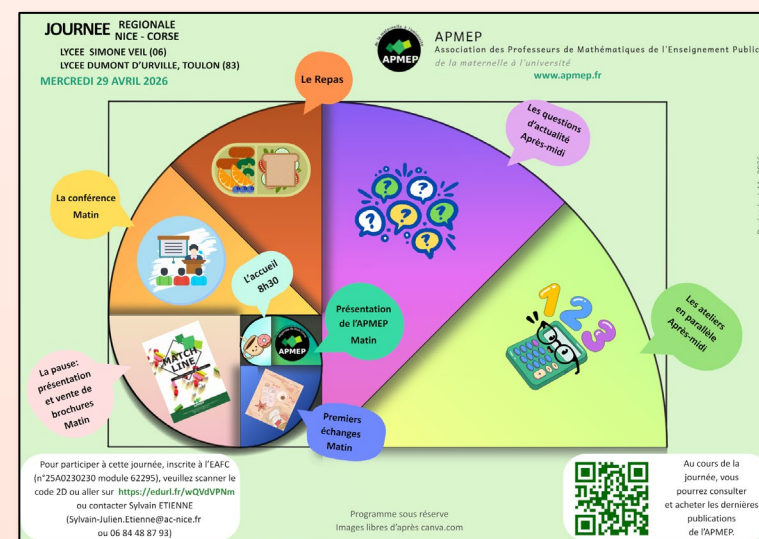 JOURNEE REGIONALE
NICE - CORSE
LYCEE SIMONE VEIL (06)
LYCEE DUMONT D'URVILLE, TOULON (83)
MERCREDI 29 AVRIL 2026
APMEP
APMEP
Association des Professeurs de Mathématiques de l'Enseignement Public
de la maternelle à l'université
www.apmep.fr
Le Repas
Les questions
d'actualité
Après-midi
La conférence
Matin
L'accueil
8h30
Présentation
de l'APMEP
Matin
APMEP
Les ateliers
en parallèle
Après-midi
123
MATCH
LINE
La pause:
présentation
et vente de
brochures
Matin
Premiers
échanges
Matin
Pour participer à cette journée, inscrite à l'EAFC
(n°25A0230230 module 62295), veuillez scanner le
code 2D ou aller sur https://edurl.fr/wQVdVPNm
ou contacter Sylvain ETIENNE
(Sylvain-Julien.Etienne@ac-nice.fr
ou 06 84 48 87 93)
Programme sous réserve
Images libres d'après canva.com
Au cours de la
journée, vous
pourrez consulter
et acheter les dernières
publications
de l'APMEP.